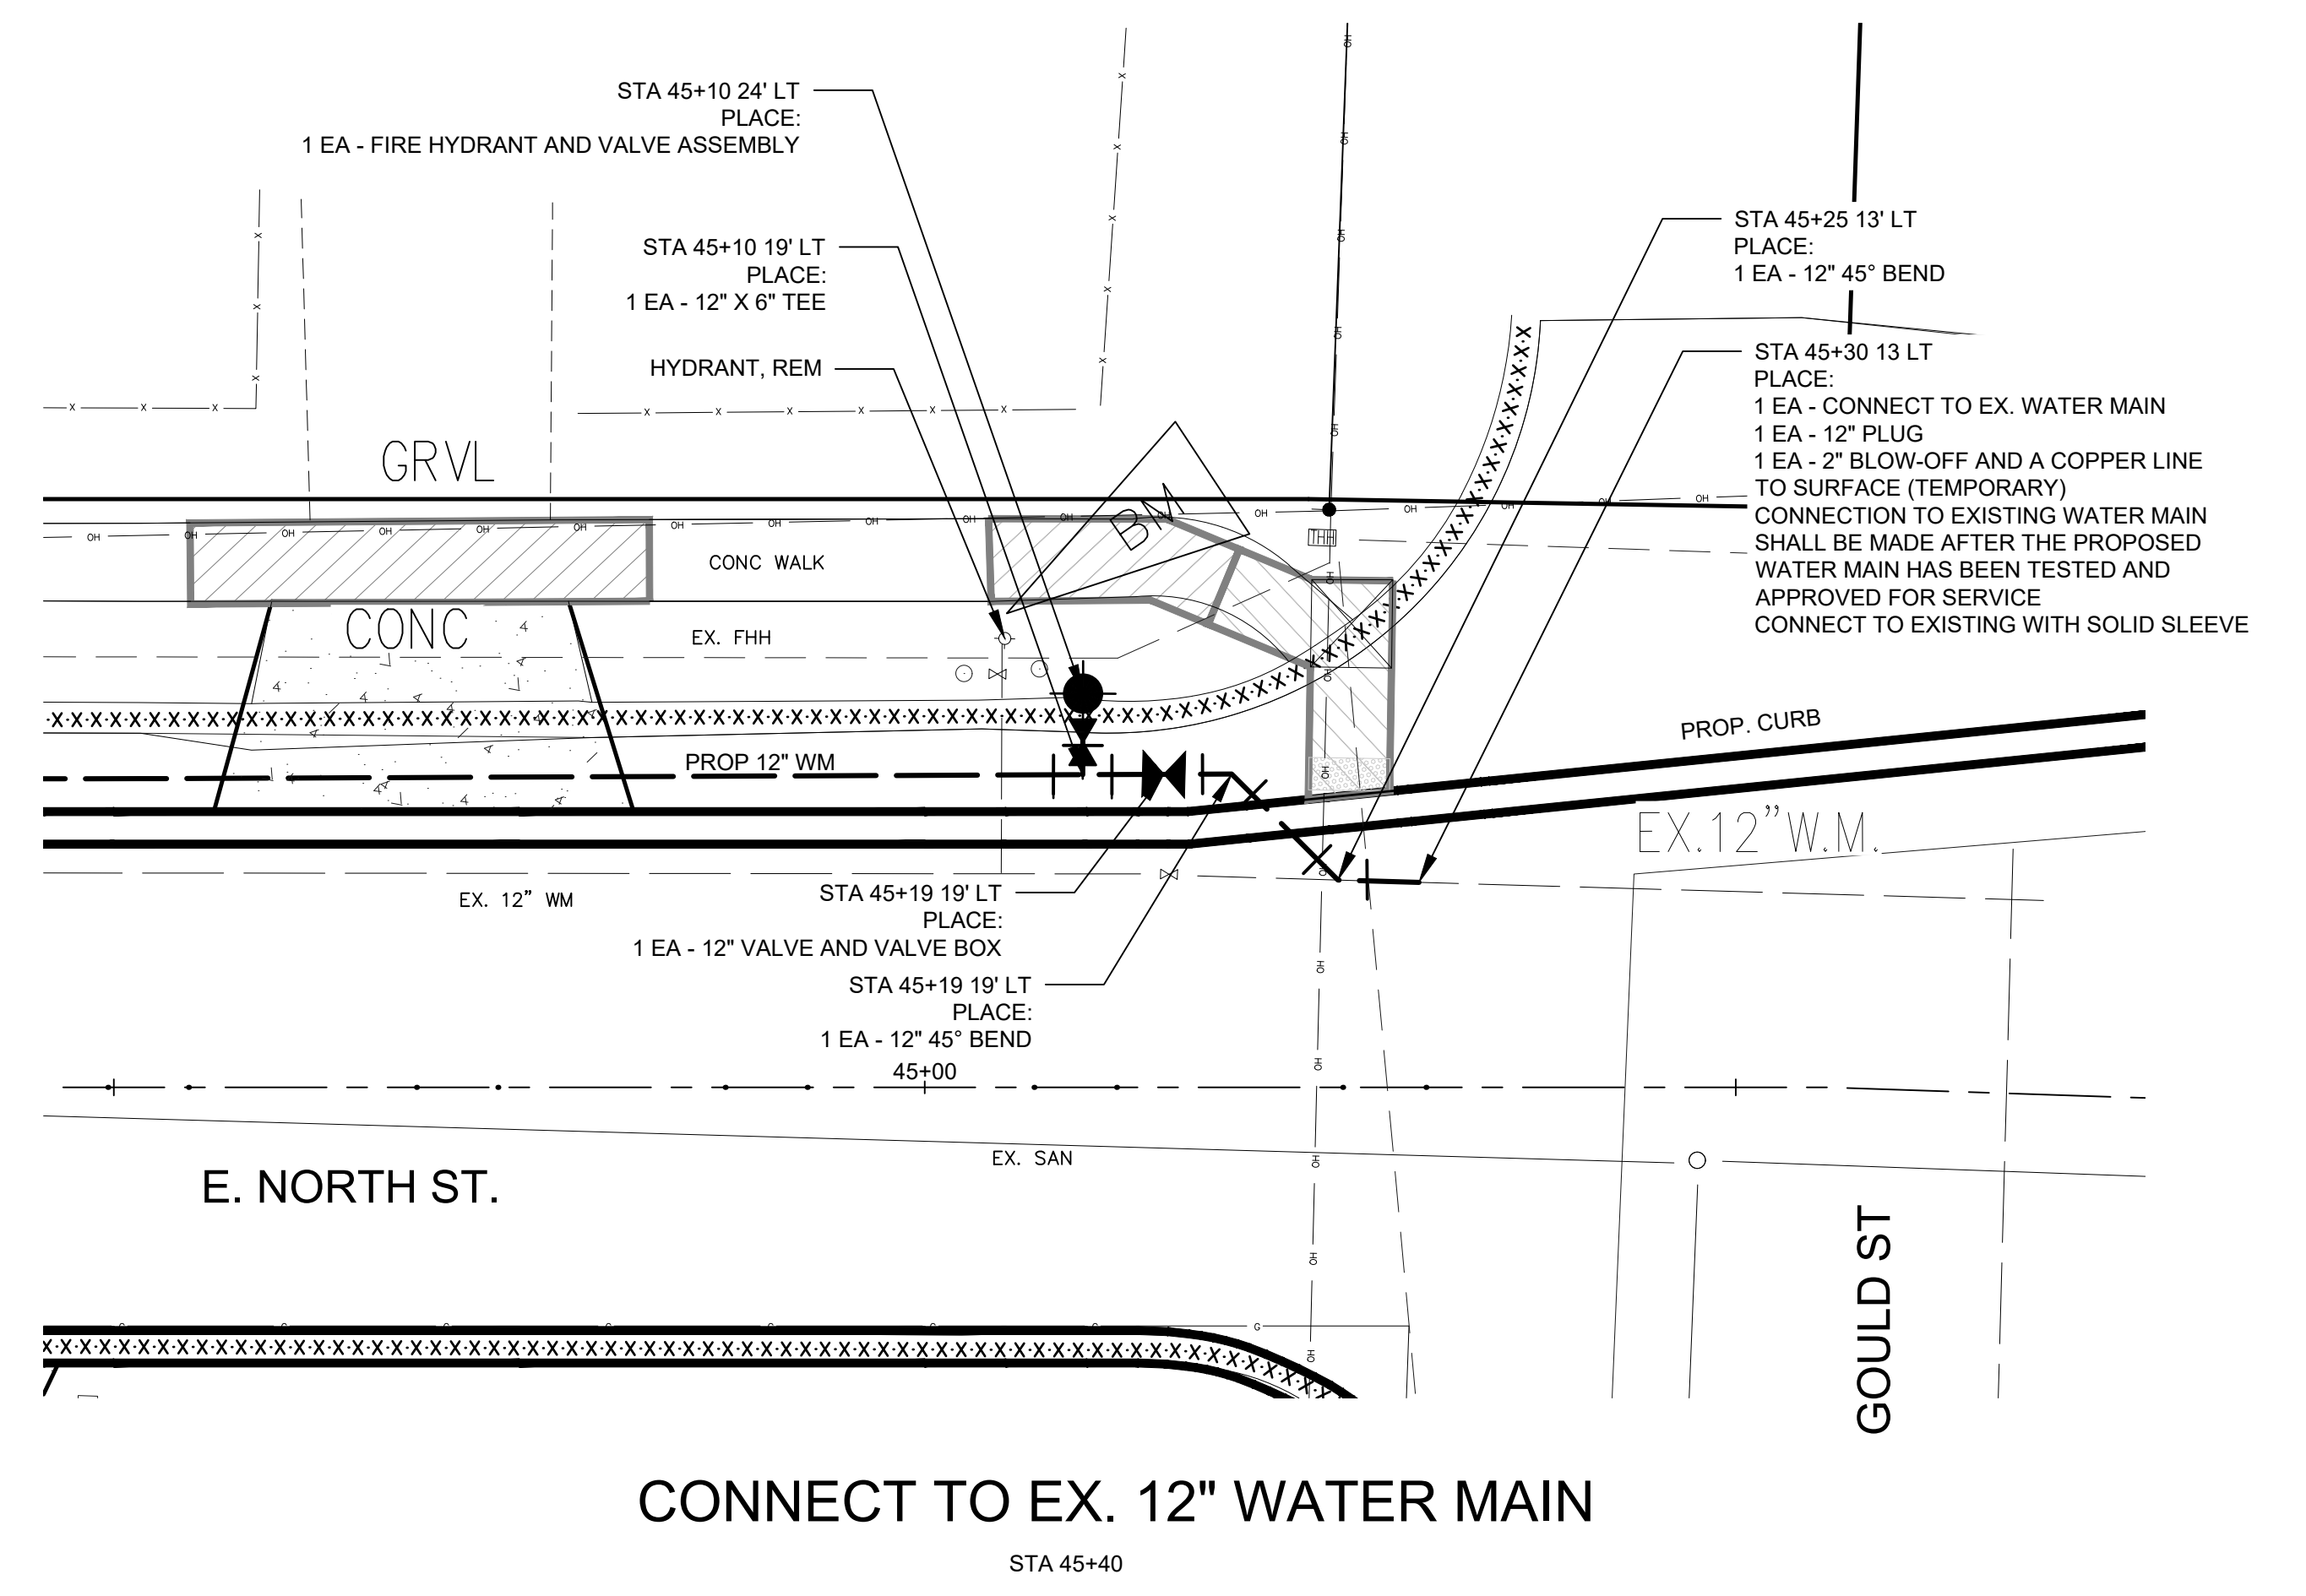 STA 45+10 24' LT
PLACE:
1 EA - FIRE HYDRANT AND VALVE ASSEMBLY
STA 45+10 19' LT
PLACE:
1 EA - 12" X 6" TEE
HYDRANT, REM
STA 45+25 13' LT
PLACE:
1 EA - 12" 45° BEND
STA 45+30 13 LT
PLACE:
1 EA - CONNECT TO EX. WATER MAIN
1 EA - 12" PLUG
1 EA - 2" BLOW-OFF AND A COPPER LINE
TO SURFACE (TEMPORARY)
CONNECTION TO EXISTING WATER MAIN
SHALL BE MADE AFTER THE PROPOSED
WATER MAIN HAS BEEN TESTED AND
APPROVED FOR SERVICE
CONNECT TO EXISTING WITH SOLID SLEEVE
GRVL
BM
THH
CONC WALK
CONC
EX. FHH
PROP. CURB
PROP 12" WM
EX.12"W.M.
EX. 12" WM
STA 45+19 19' LT
PLACE:
1 EA - 12" VALVE AND VALVE BOX
STA 45+19 19' LT
PLACE:
1 EA - 12" 45° BEND
45+00
EX. SAN
E. NORTH ST.
GOULD ST
CONNECT TO EX. 12" WATER MAIN
STA 45+40